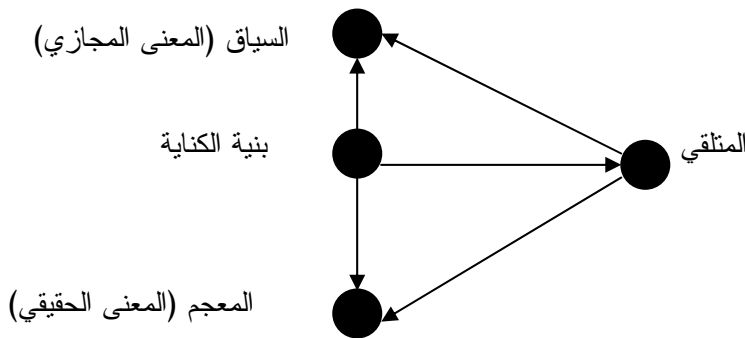 السياق (المعنى المجازي)
بنية الكناية
المتلقي
المعجم (المعنى الحقيقي)